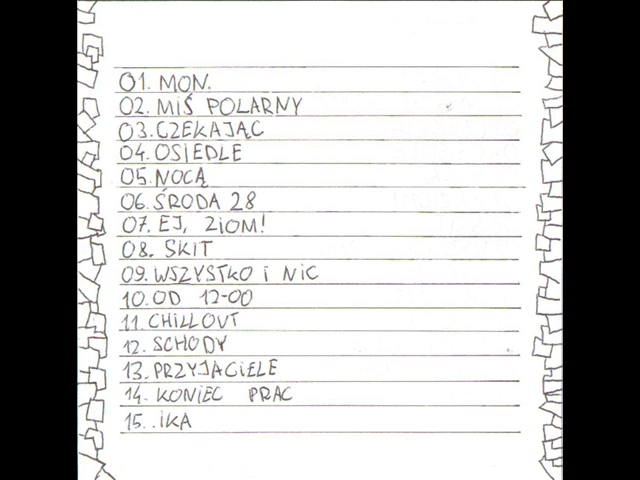 01. MON.
02. MIŚ POLARNY
03. CZEKAJĄC
04. OSIEDLE
05. NOCĄ
06. ŚRODA 28
07. EJ, ZIOM!
08. SKIT
09. WSZYSTKO I NIC
10. OD 12-00
11. CHILLOUT
12. SCHODY
13. PRZYJACIELE
14. KONIEC PRAC
15. .IKA